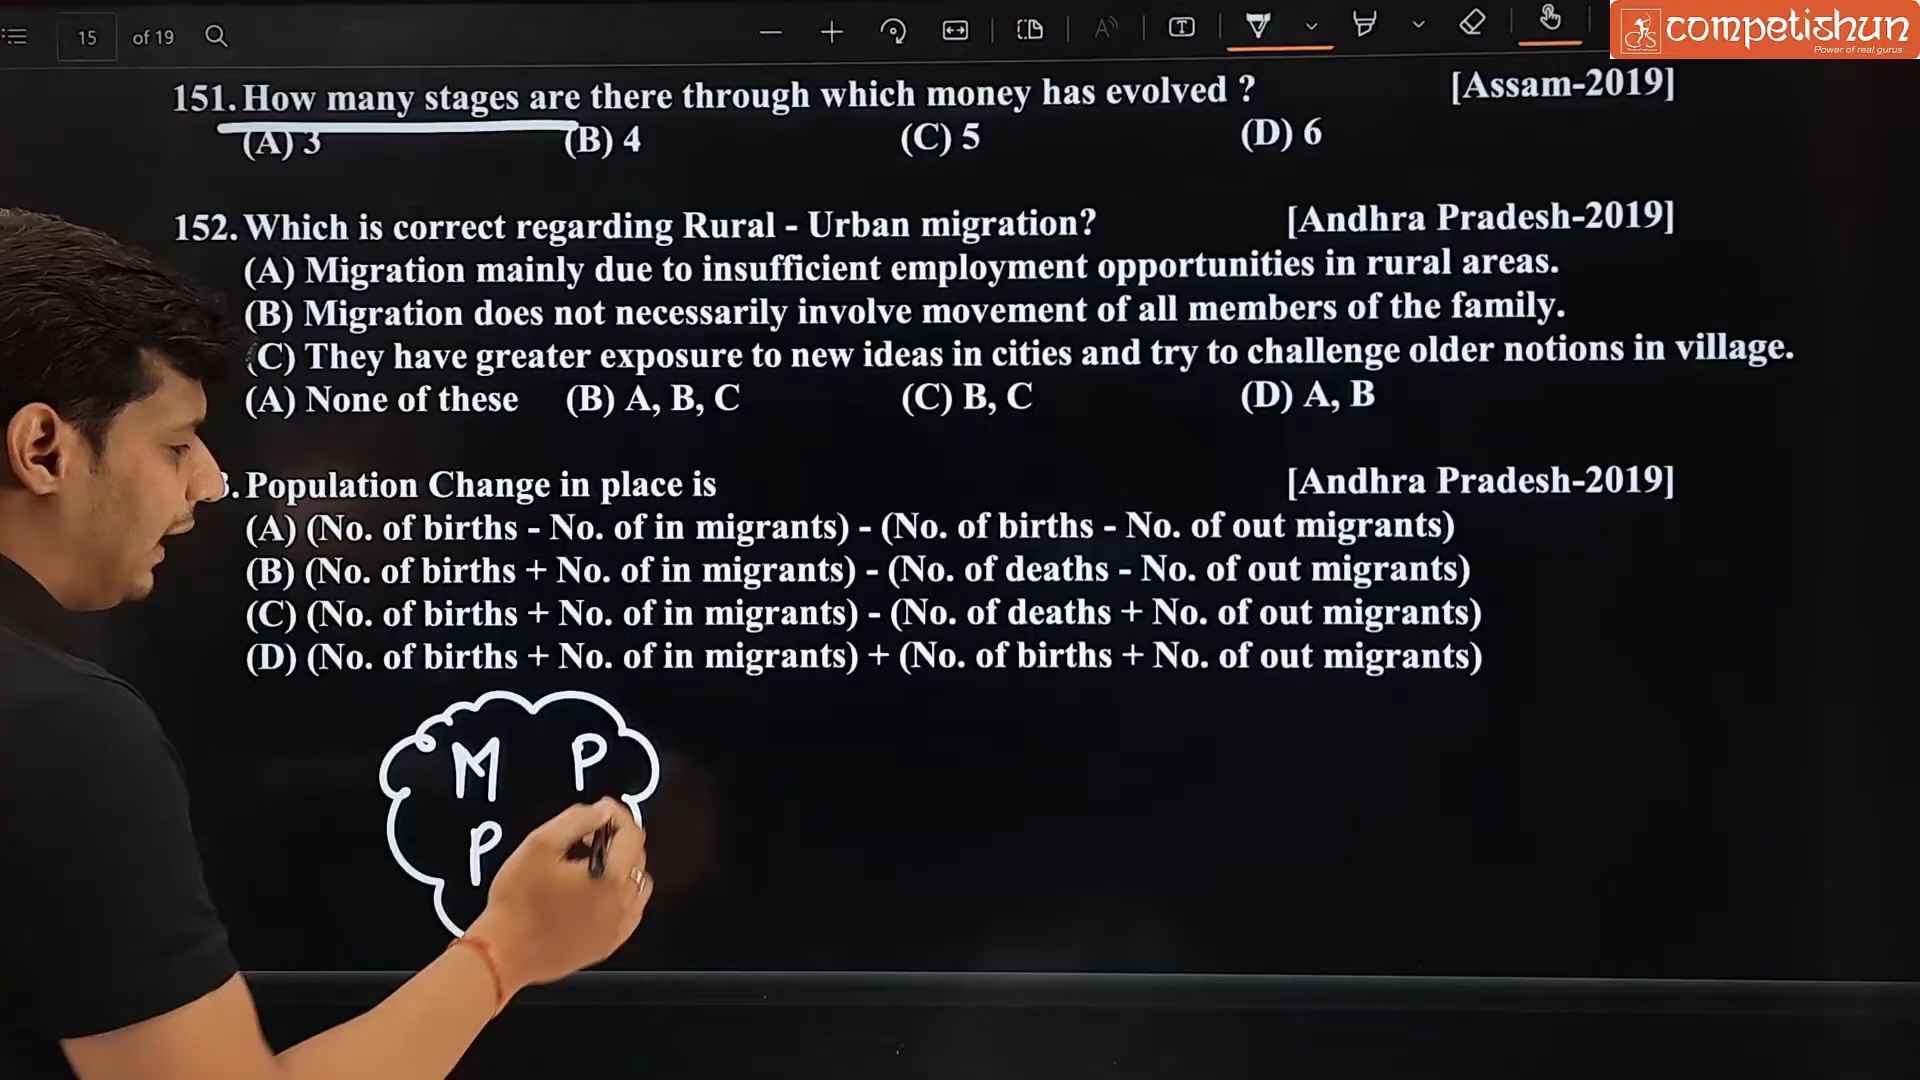 15 of 19
competishun
Power of real gurus
151. How many stages are there through which money has evolved ? [Assam-2019]
(A) 3 (B) 4 (C) 5 (D) 6
152. Which is correct regarding Rural - Urban migration? [Andhra Pradesh-2019]
(A) Migration mainly due to insufficient employment opportunities in rural areas.
(B) Migration does not necessarily involve movement of all members of the family.
(C) They have greater exposure to new ideas in cities and try to challenge older notions in village.
(A) None of these (B) A, B, C (C) B, C (D) A, B
3. Population Change in place is [Andhra Pradesh-2019]
(A) (No. of births - No. of in migrants) - (No. of births - No. of out migrants)
(B) (No. of births + No. of in migrants) - (No. of deaths - No. of out migrants)
(C) (No. of births + No. of in migrants) - (No. of deaths + No. of out migrants)
(D) (No. of births + No. of in migrants) + (No. of births + No. of out migrants)
M P
P